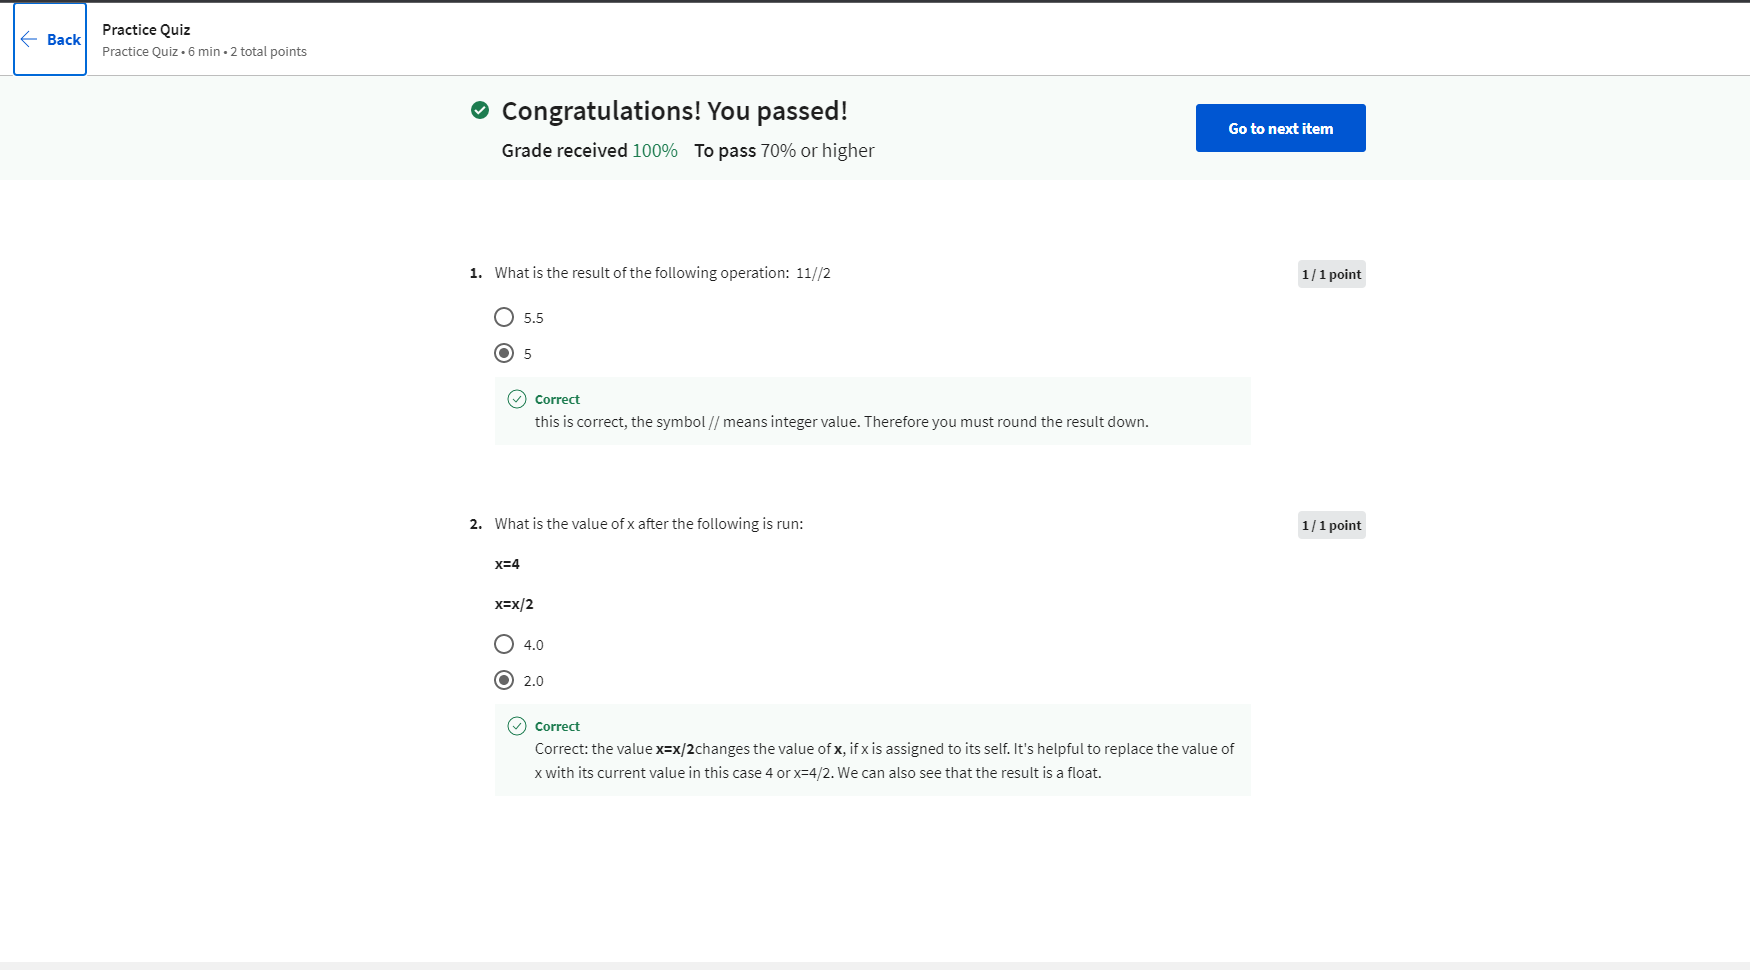 Back
Practice Quiz
Practice Quiz • 6 min • 2 total points
Congratulations! You passed!
Grade received 100% To pass 70% or higher
Go to next item
1. What is the result of the following operation: 11//2
1 / 1 point
5.5
5
Correct
this is correct, the symbol // means integer value. Therefore you must round the result down.
2. What is the value of x after the following is run:
1 / 1 point
x=4
x=x/2
4.0
2.0
Correct
Correct: the value x=x/2changes the value of x, if x is assigned to its self. It's helpful to replace the value of
x with its current value in this case 4 or x=4/2. We can also see that the result is a float.